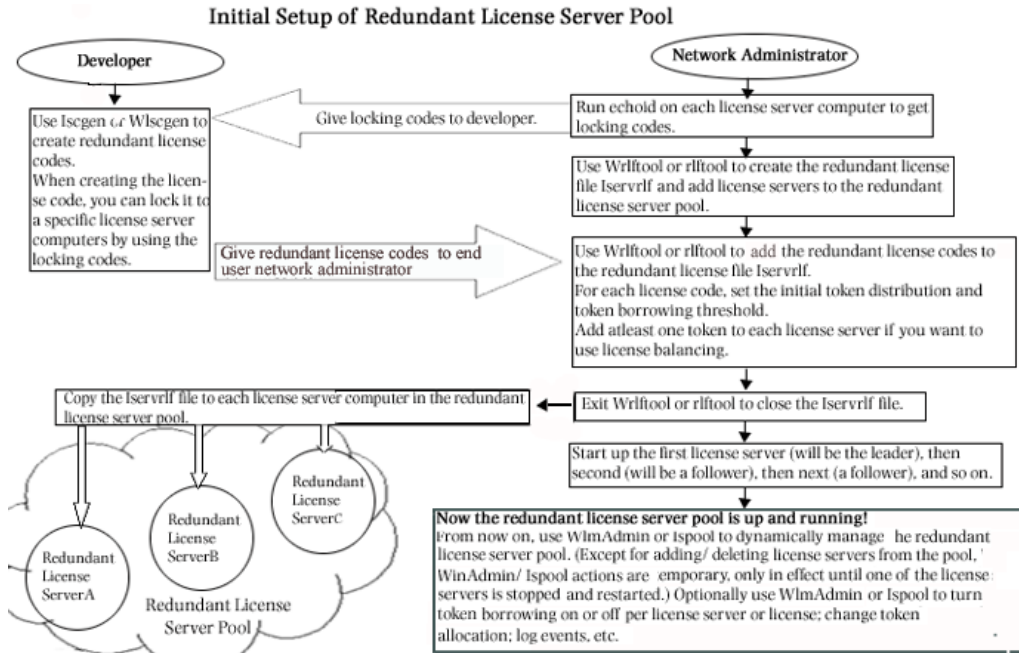 Initial Setup of Redundant License Server Pool
Developer
Use lscgen or Wlscgen to
create redundant license
codes.
When creating the licen-
se code, you can lock it to
a specific license server
computers by using the
locking codes.
Network Administrator
Run echoid on each license server computer to get
locking codes.
Give locking codes to developer.
Use Wrlftool or rlftool to create the redundant license
file lservrlf and add license servers to the redundant
license server pool.
Give redundant license codes to end
user network administrator
Use Wrlftool or rlftool to add the redundant license codes to
the redundant license file lservrlf.
For each license code, set the initial token distribution and
token borrowing threshold.
Add atleast one token to each license server if you want to
use license balancing.
Exit Wrlftool or rlftool to close the lservrlf file.
Copy the lservrlf file to each license server computer in the redundant
license server pool.
Start up the first license server (will be the leader), then
second (will be a follower), then next (a follower), and so on.
Redundant
License
ServerA
Redundant
License
ServerB
Redundant
License
ServerC
Redundant License
Server Pool
Now the redundant license server pool is up and running!
From now on, use WlmAdmin or lspool to dynamically manage he redundant
license server pool. (Except for adding/ deleting license servers from the pool,
WinAdmin/ lspool actions are emporary, only in effect until one of the license
servers is stopped and restarted.) Optionally use WlmAdmin or lspool to turn
token borrowing on or off per license server or license; change token
allocation; log events, etc.